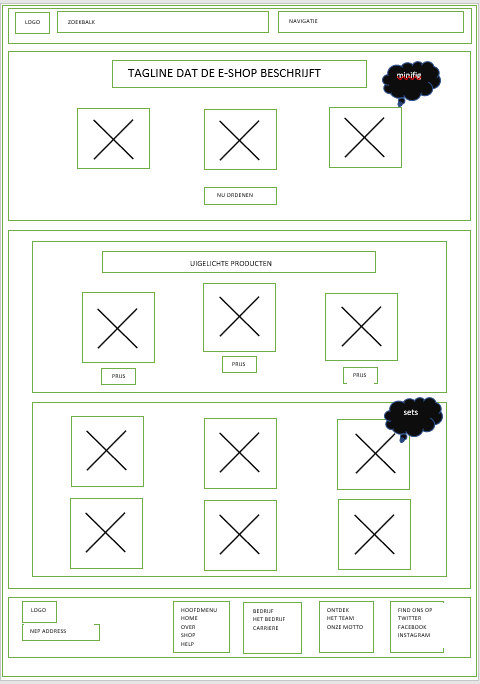 LOGO
ZOEKBALK
NAVIGATIE
TAGLINE DAT DE E-SHOP BESCHRIJFT
minifig
NU ORDENEN
UIGELICHTE PRODUCTEN
PRIJS
PRIJS
PRIJS
sets
LOGO
NEP ADDRESS
HOOFDMENU
HOME
OVER
SHOP
HELP
BEDRIJF
HET BEDRIJF
CARRIERE
ONTDEK
HET TEAM
ONZE MOTTO
FIND ONS OP
TWITTER
FACEBOOK
INSTAGRAM